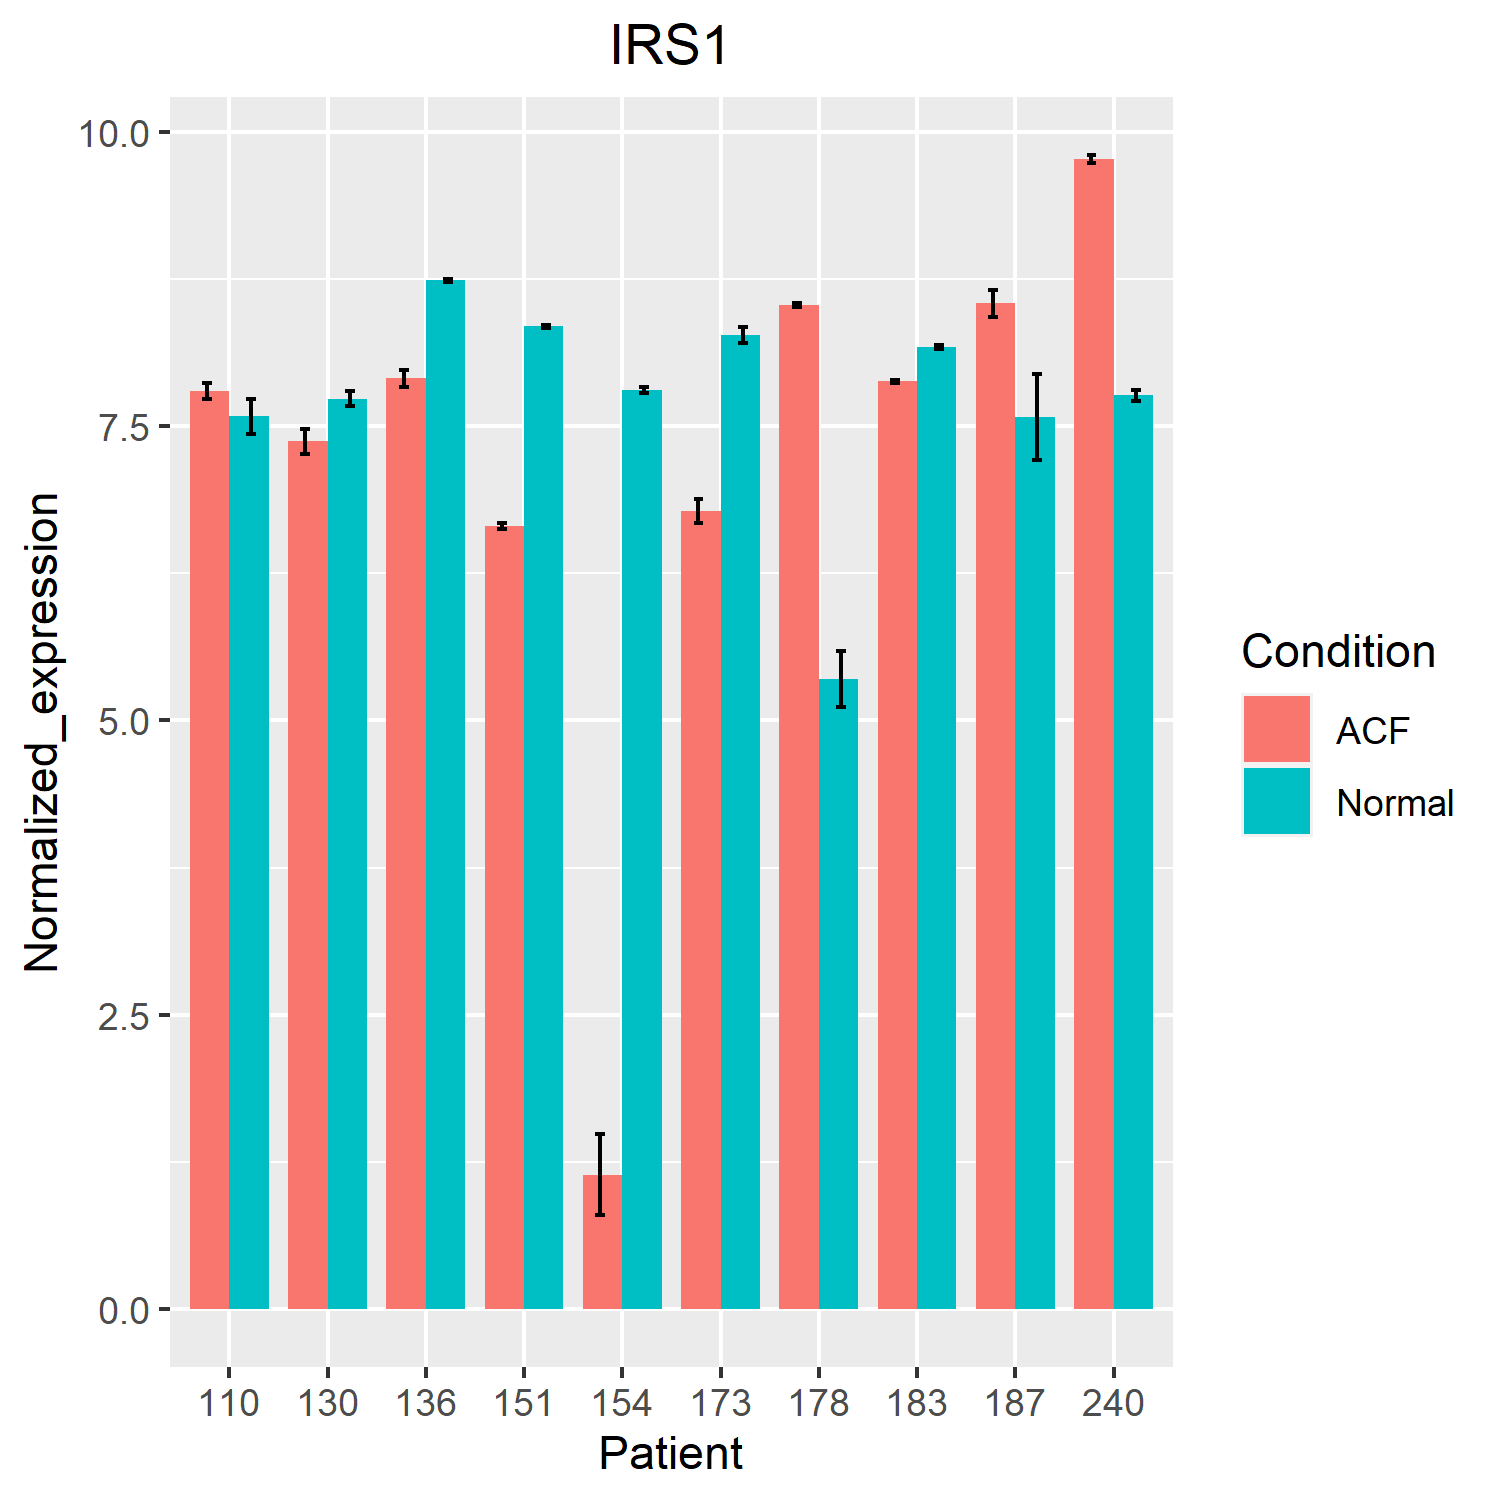 IRS1
10.0
7.5
5.0
2.5
0.0
Normalized_expression
110 130 136 151 154 173 178 183 187 240
Patient
Condition
ACF
Normal